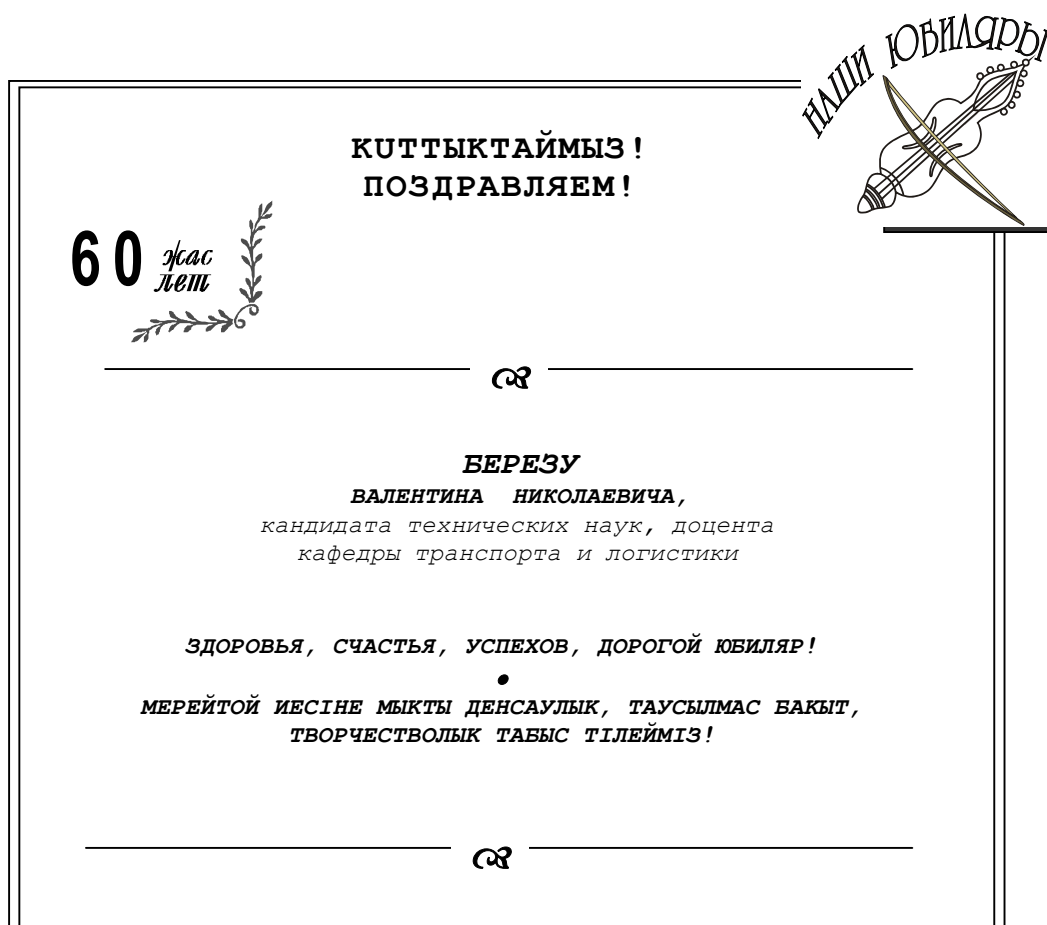 НАШИ ЮБИЛЯРЫ
КUТТЫКТАЙМЫЗ!
ПОЗДРАВЛЯЕМ!
60 жас
лет
БЕРЕЗУ
ВАЛЕНТИНА НИКОЛАЕВИЧА,
кандидата технических наук, доцента
кафедры транспорта и логистики
ЗДОРОВЬЯ, СЧАСТЬЯ, УСПЕХОВ, ДОРОГОЙ ЮБИЛЯР!
•
МЕРЕЙТОЙ ИЕСІНЕ МЫКТЫ ДЕНСАУЛЫК, ТАУСЫЛМАС БАКЫТ,
ТВОРЧЕСТВОЛЫК ТАБЫС ТІЛЕЙМІЗ!